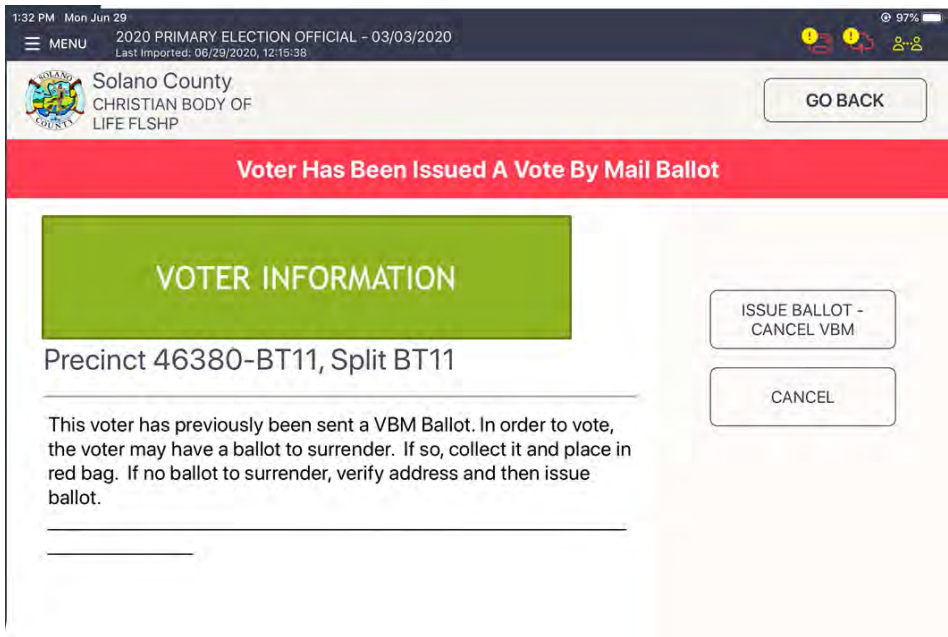 1:32 PM Mon Jun 29
97%
MENU
2020 PRIMARY ELECTION OFFICIAL - 03/03/2020
Last Imported: 06/29/2020, 12:15:38
SOLANO
COUNTY
Solano County
CHRISTIAN BODY OF
LIFE FLSHP
GO BACK
Voter Has Been Issued A Vote By Mail Ballot
VOTER INFORMATION
Precinct 46380-BT11, Split BT11
This voter has previously been sent a VBM Ballot. In order to vote,
the voter may have a ballot to surrender. If so, collect it and place in
red bag. If no ballot to surrender, verify address and then issue
ballot.
ISSUE BALLOT -
CANCEL VBM
CANCEL